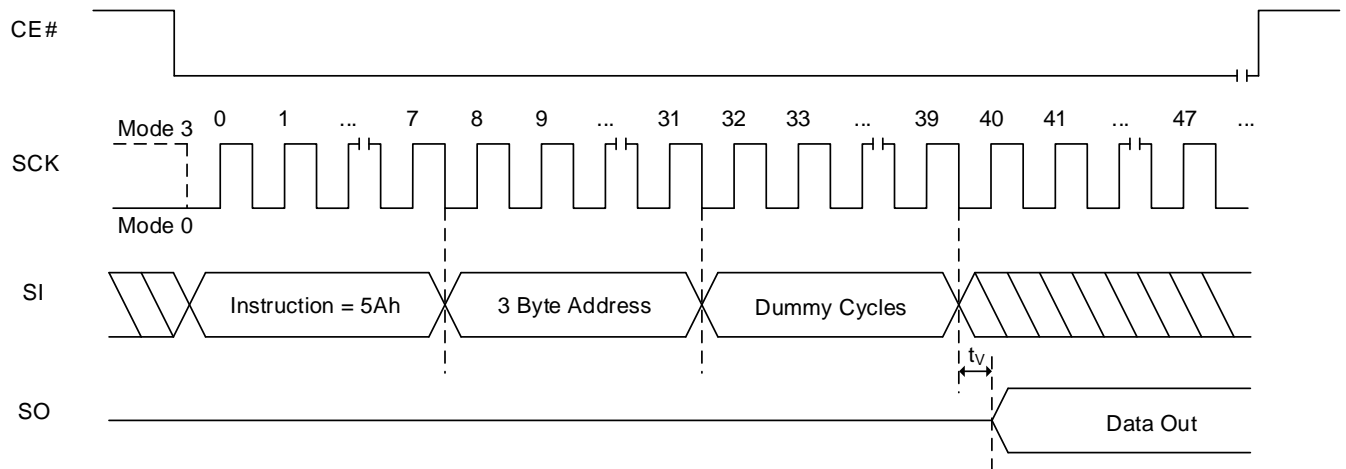 CE#
0 1 ... 7 8 9 ... 31 32 33 ... 39 40 41 ... 47 ...
Mode 3
SCK
Mode 0
SI
Instruction = 5Ah
3 Byte Address
Dummy Cycles
tV
SO
Data Out